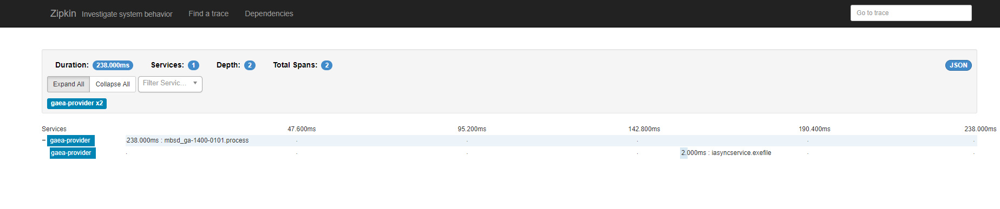 Zipkin Investigate system behavior Find a trace Dependencies Go to trace
Duration: 238.000ms Services: 1 Depth: 2 Total Spans: 2 JSON
Expand All Collapse All Filter Servic...
gaea-provider x2
Services 47.600ms 95.200ms 142.800ms 190.400ms 238.000ms
− gaea-provider 238.000ms : mbsd_ga-1400-0101.process
gaea-provider 2.000ms : iasyncservice.exefile